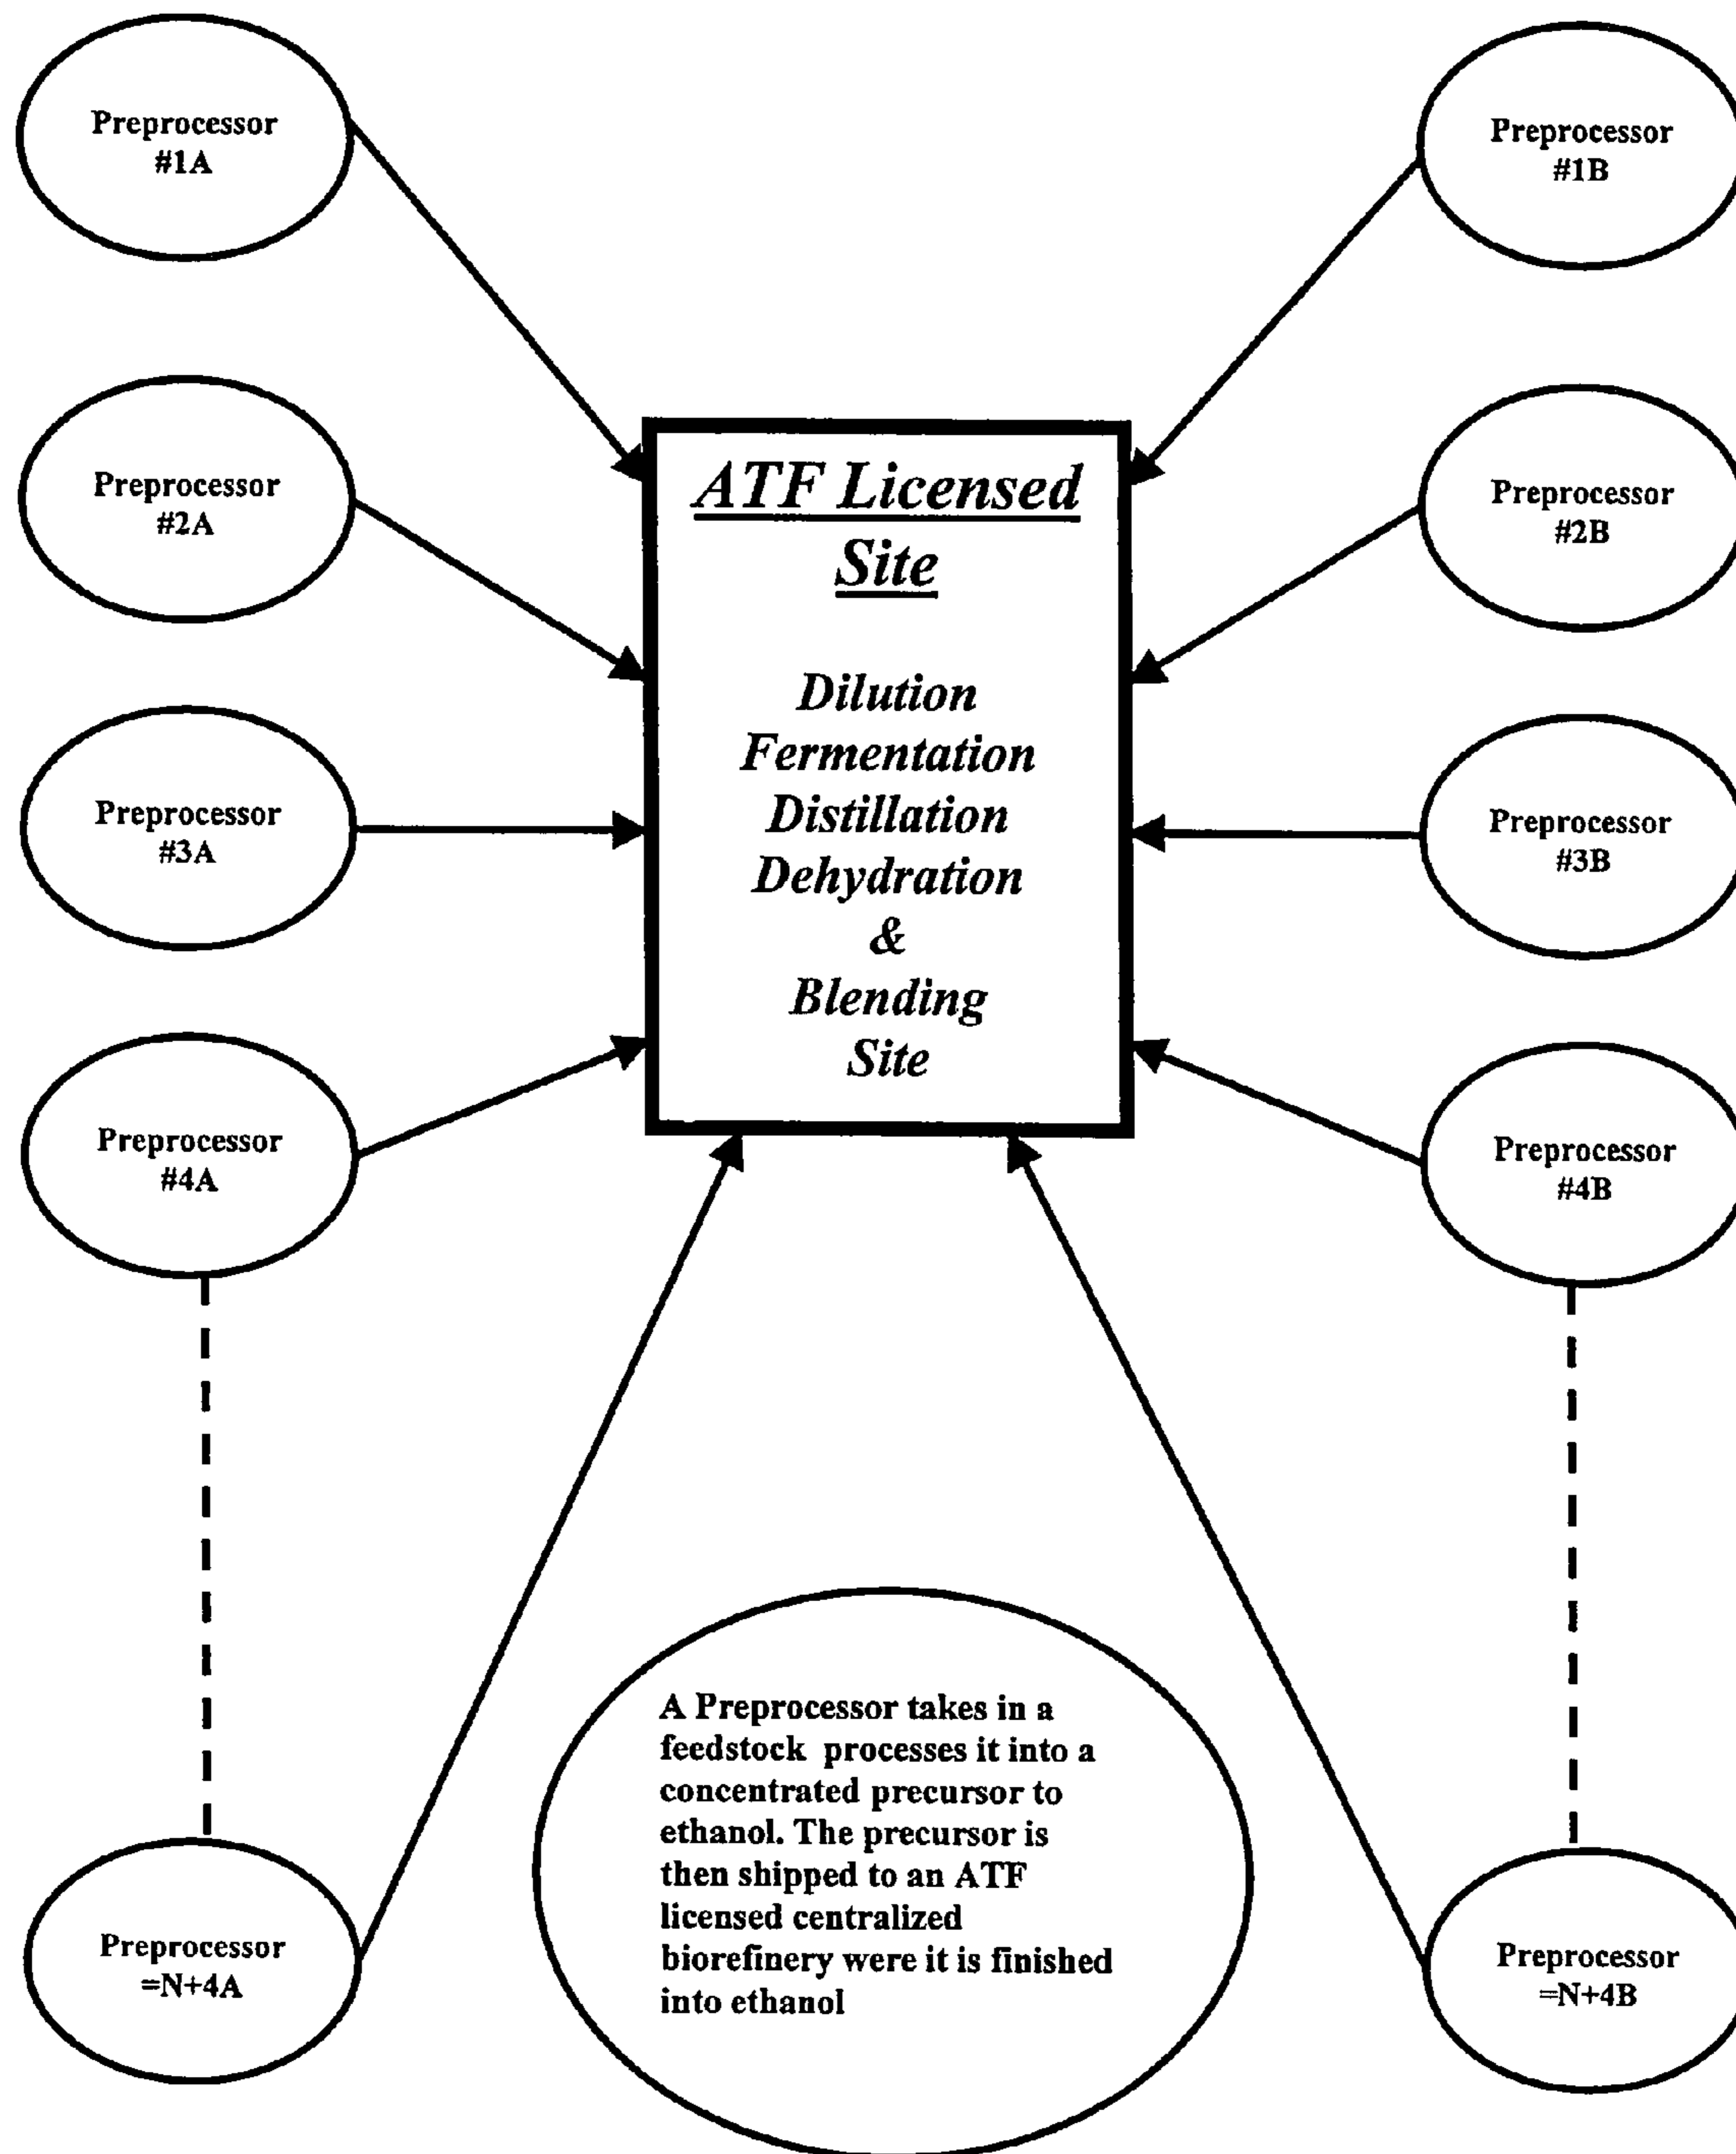 Preprocessor
#1A
Preprocessor
#1B
Preprocessor
#2A
Preprocessor
#2B
Preprocessor
#3A
Preprocessor
#3B
Preprocessor
#4A
Preprocessor
#4B
ATF Licensed
Site
Dilution
Fermentation
Distillation
Dehydration
&
Blending
Site
Preprocessor
=N+4A
Preprocessor
=N+4B
A Preprocessor takes in a
feedstock processes it into a
concentrated precursor to
ethanol. The precursor is
then shipped to an ATF
licensed centralized
biorefinery were it is finished
into ethanol